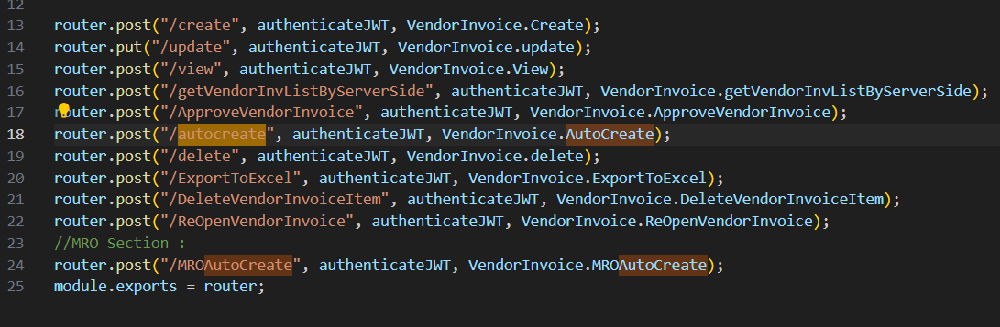 12
13 router.post("/create", authenticateJWT, VendorInvoice.Create);
14 router.put("/update", authenticateJWT, VendorInvoice.update);
15 router.post("/view", authenticateJWT, VendorInvoice.View);
16 router.post("/getVendorInvListByServerSide", authenticateJWT, VendorInvoice.getVendorInvListByServerSide);
17 router.post("/ApproveVendorInvoice", authenticateJWT, VendorInvoice.ApproveVendorInvoice);
18 router.post("/autocreate", authenticateJWT, VendorInvoice.AutoCreate);
19 router.post("/delete", authenticateJWT, VendorInvoice.delete);
20 router.post("/ExportToExcel", authenticateJWT, VendorInvoice.ExportToExcel);
21 router.post("/DeleteVendorInvoiceItem", authenticateJWT, VendorInvoice.DeleteVendorInvoiceItem);
22 router.post("/ReOpenVendorInvoice", authenticateJWT, VendorInvoice.ReOpenVendorInvoice);
23 //MRO Section :
24 router.post("/MROAutoCreate", authenticateJWT, VendorInvoice.MROAutoCreate);
25 module.exports = router;